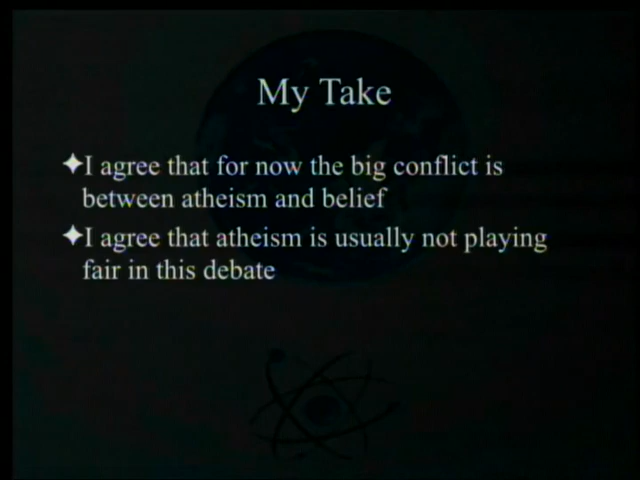 My Take
✦I agree that for now the big conflict is
between atheism and belief
✦I agree that atheism is usually not playing
fair in this debate